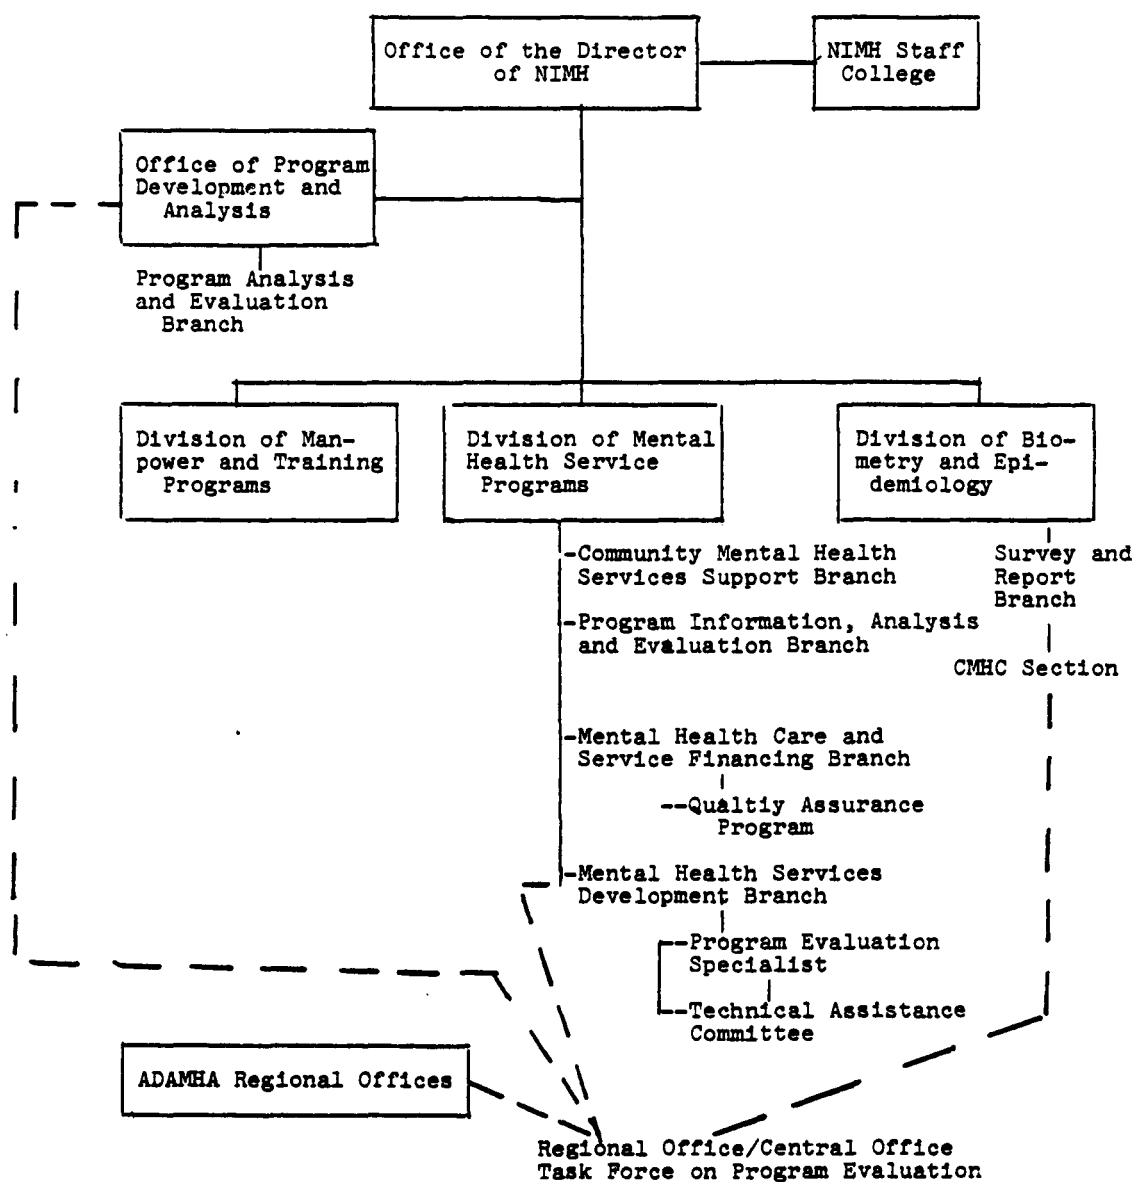 Office of the Director
of NIMH
NIMH Staff
College
Office of Program
Development and
Analysis
Program Analysis
and Evaluation
Branch
Division of Man-
power and Training
Programs
Division of Mental
Health Service
Programs
Division of Bio-
metry and Epi-
demiology
-Community Mental Health
Services Support Branch
-Program Information, Analysis
and Evaluation Branch
-Mental Health Care and
Service Financing Branch
--Qualtiy Assurance
Program
-Mental Health Services
Development Branch
--Program Evaluation
Specialist
--Technical Assistance
Committee
Survey and
Report
Branch
CMHC Section
ADAMHA Regional Offices
Regional Office/Central Office
Task Force on Program Evaluation